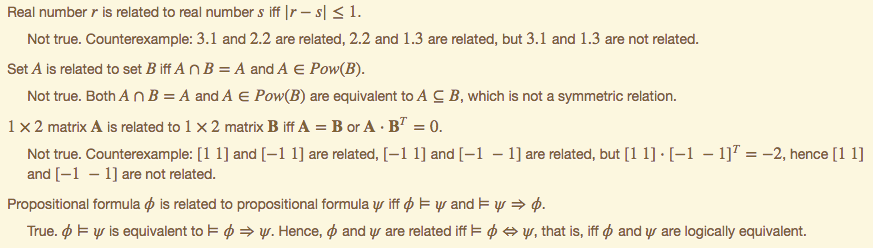 Real number r is related to real number s iff |r − s| ≤ 1.
Not true. Counterexample: 3.1 and 2.2 are related, 2.2 and 1.3 are related, but 3.1 and 1.3 are not related.
Set A is related to set B iff A ∩ B = A and A ∈ Pow(B).
Not true. Both A ∩ B = A and A ∈ Pow(B) are equivalent to A ⊆ B, which is not a symmetric relation.
1 × 2 matrix A is related to 1 × 2 matrix B iff A = B or A · B^T = 0.
Not true. Counterexample: [1 1] and [−1 1] are related, [−1 1] and [−1 − 1] are related, but [1 1] · [−1 − 1]^T = −2, hence [1 1]
and [−1 − 1] are not related.
Propositional formula ϕ is related to propositional formula ψ iff ϕ ⊨ ψ and ⊨ ψ ⇒ ϕ.
True. ϕ ⊨ ψ is equivalent to ⊨ ϕ ⇒ ψ. Hence, ϕ and ψ are related iff ⊨ ϕ ⇔ ψ, that is, iff ϕ and ψ are logically equivalent.